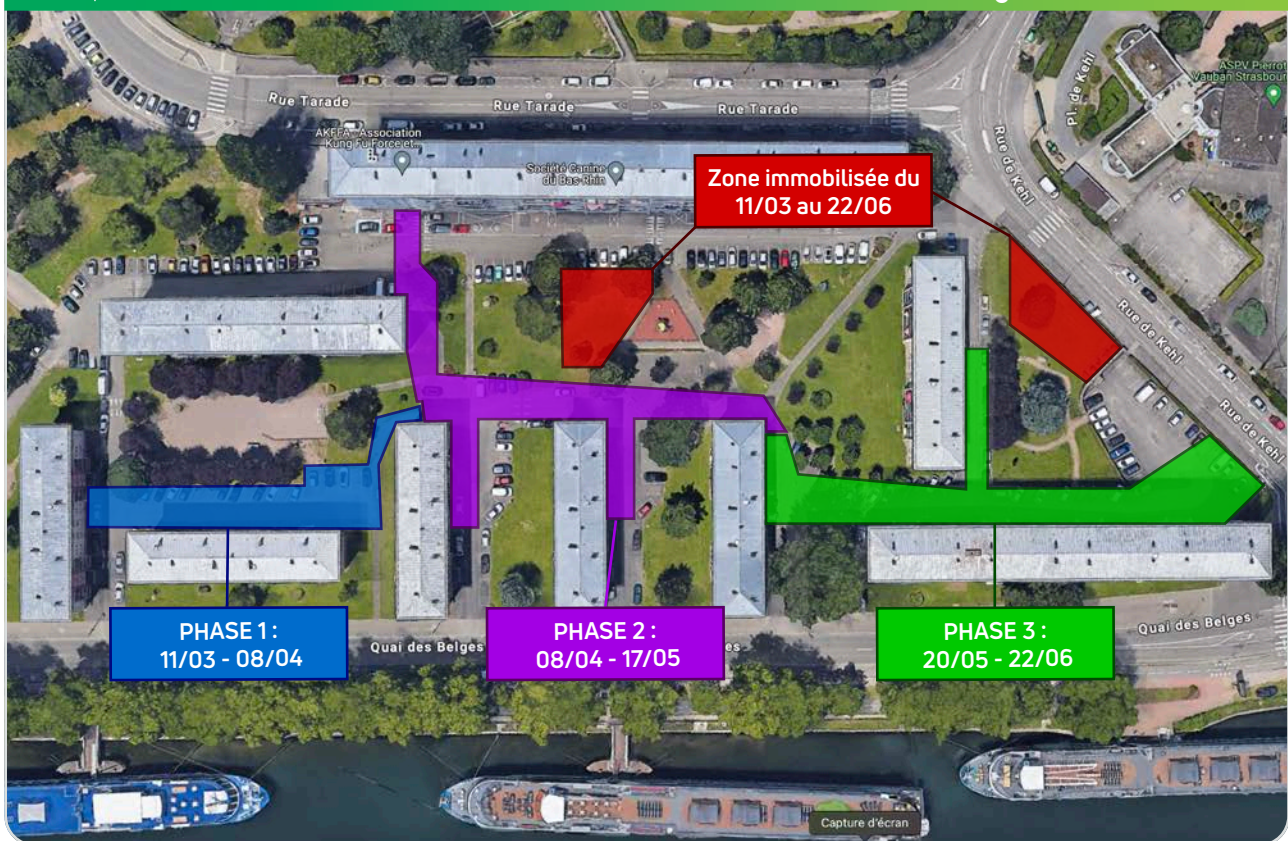 Rue Tarade
Rue Tarade
Rue Tarade
AKFFA - Association
Kung Fu Force et...
Société Canine
du Bas-Rhin
Pl. de Kehl
ASPV Pierrot
Vauban Strasbourg
Rue de Kehl
Zone immobilisée du
11/03 au 22/06
Rue de Kehl
Rue de Kehl
PHASE 1 :
11/03 - 08/04
PHASE 2 :
08/04 - 17/05
PHASE 3 :
20/05 - 22/06
Quai des Belges
Quai des Belges
Capture d'écran